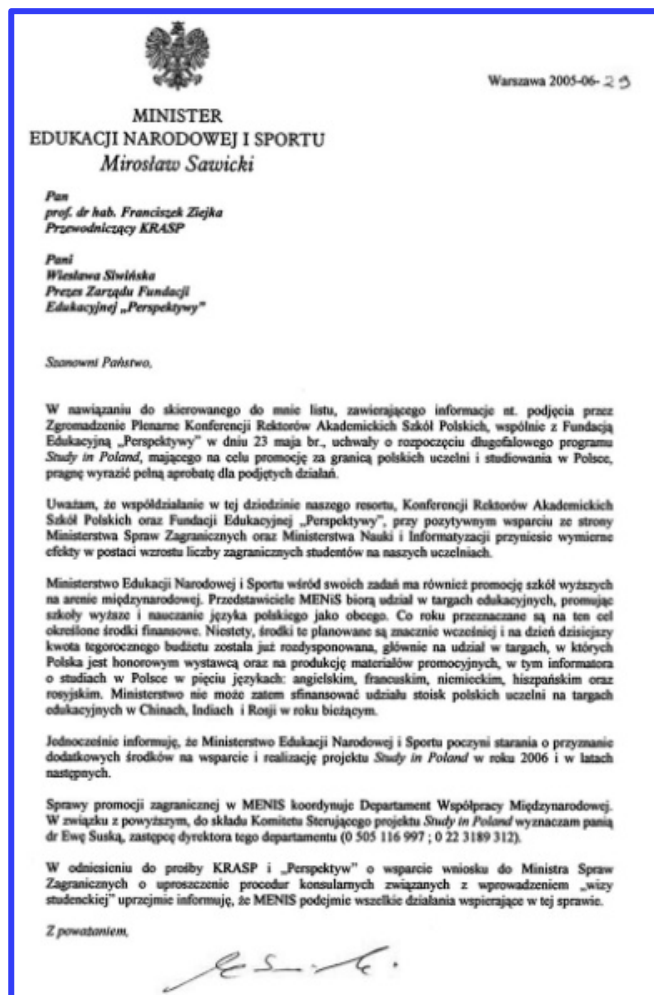 Warszawa 2005-06-29
MINISTER
EDUKACJI NARODOWEJ I SPORTU
Mirosław Sawicki
Pan
prof. dr hab. Franciszek Ziejka
Przewodniczący KRASP
Pani
Wiesława Siwińska
Prezes Zarządu Fundacji
Edukacyjnej „Perspektywy”
Szanowni Państwo,
W nawiązaniu do skierowanego do mnie listu, zawierającego informacje nt. podjęcia przez
Zgromadzenie Plenarne Konferencji Rektorów Akademickich Szkół Polskich, wspólnie z Fundacją
Edukacyjną „Perspektywy” w dniu 23 maja br., uchwały o rozpoczęciu długofalowego programu
Study in Poland, mającego na celu promocję za granicą polskich uczelni i studiowania w Polsce,
pragnę wyrazić pełną aprobatę dla podjętych działań.
Uważam, że współdziałanie w tej dziedzinie naszego resortu, Konferencji Rektorów Akademickich
Szkół Polskich oraz Fundacji Edukacyjnej „Perspektywy”, przy pozytywnym wsparciu ze strony
Ministerstwa Spraw Zagranicznych oraz Ministerstwa Nauki i Informatyzacji przyniesie wymierne
efekty w postaci wzrostu liczby zagranicznych studentów na naszych uczelniach.
Ministerstwo Edukacji Narodowej i Sportu wśród swoich zadań ma również promocję szkół wyższych
na arenie międzynarodowej. Przedstawiciele MENiS biorą udział w targach edukacyjnych, promując
szkoły wyższe i nauczanie języka polskiego jako obcego. Co roku przeznaczane są na ten cel
określone środki finansowe. Niestety, środki te planowane są znacznie wcześniej i na dzień dzisiejszy
kwota tegorocznego budżetu została już rozdysponowana, głównie na udział w targach, w których
Polska jest honorowym wystawcą oraz na produkcję materiałów promocyjnych, w tym informatora
o studiach w Polsce w pięciu językach: angielskim, francuskim, niemieckim, hiszpańskim oraz
rosyjskim. Ministerstwo nie może zatem sfinansować udziału stoisk polskich uczelni na targach
edukacyjnych w Chinach, Indiach i Rosji w roku bieżącym.
Jednocześnie informuję, że Ministerstwo Edukacji Narodowej i Sportu poczyni starania o przyznanie
dodatkowych środków na wsparcie i realizację projektu Study in Poland w roku 2006 i w latach
następnych.
Sprawy promocji zagranicznej w MENIS koordynuje Departament Współpracy Międzynarodowej.
W związku z powyższym, do składu Komitetu Sterującego projektu Study in Poland wyznaczam panią
dr Ewę Suską, zastępcę dyrektora tego departamentu (0 505 116 997 ; 0 22 3189 312).
W odniesieniu do prośby KRASP i „Perspektyw” o wsparcie wniosku do Ministra Spraw
Zagranicznych o uproszczenie procedur konsularnych związanych z wprowadzeniem „wizy
studenckiej” uprzejmie informuję, że MENIS podejmie wszelkie działania wspierające w tej sprawie.
Z poważaniem,